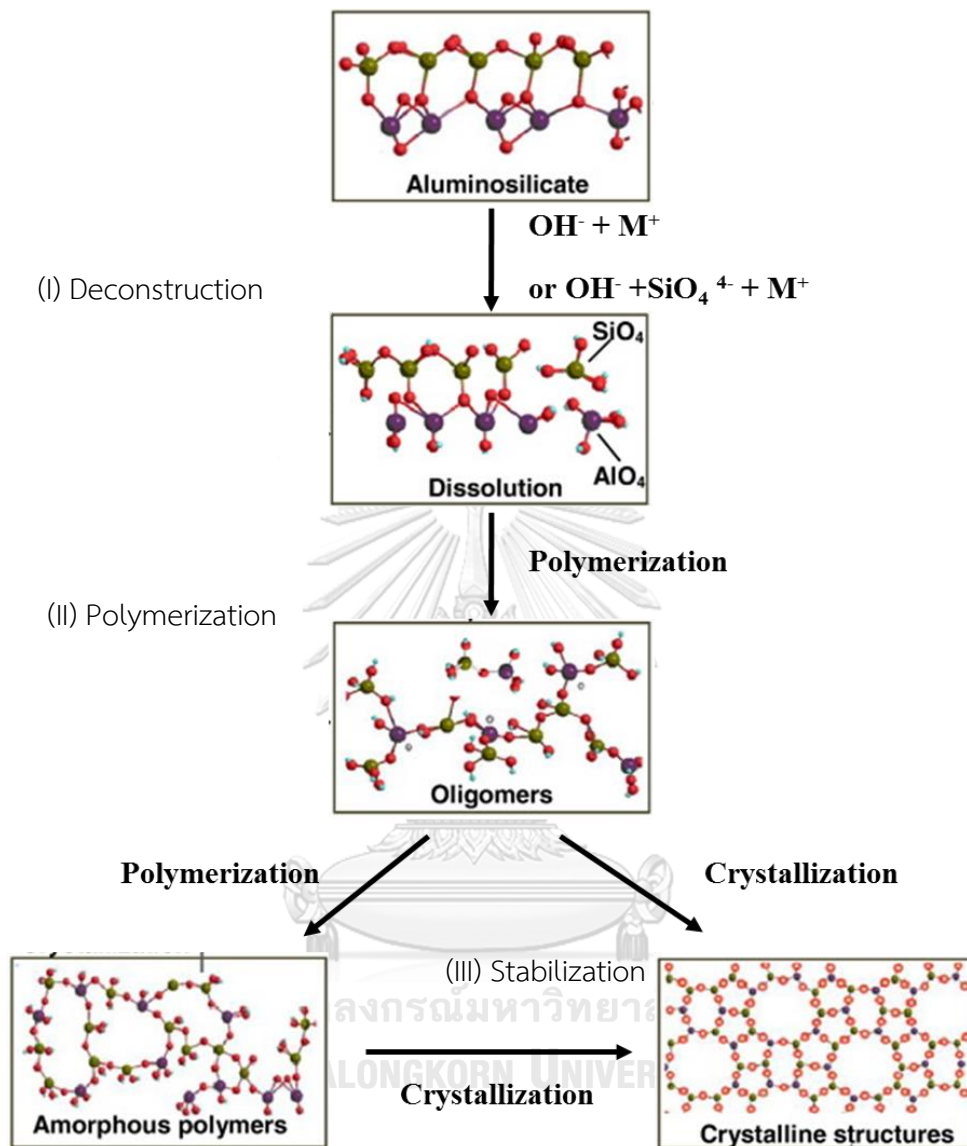 Aluminosilicate
OH⁻ + M⁺
(I) Deconstruction
or OH⁻ +SiO₄ ⁴⁻ + M⁺
SiO₄
AlO₄
Dissolution
Polymerization
(II) Polymerization
Oligomers
Polymerization
Crystallization
(III) Stabilization
ลงกรณ์มหาวิทยาล
ALONGKORN UNIVER
Crystallization
Amorphous polymers
Crystalline structures